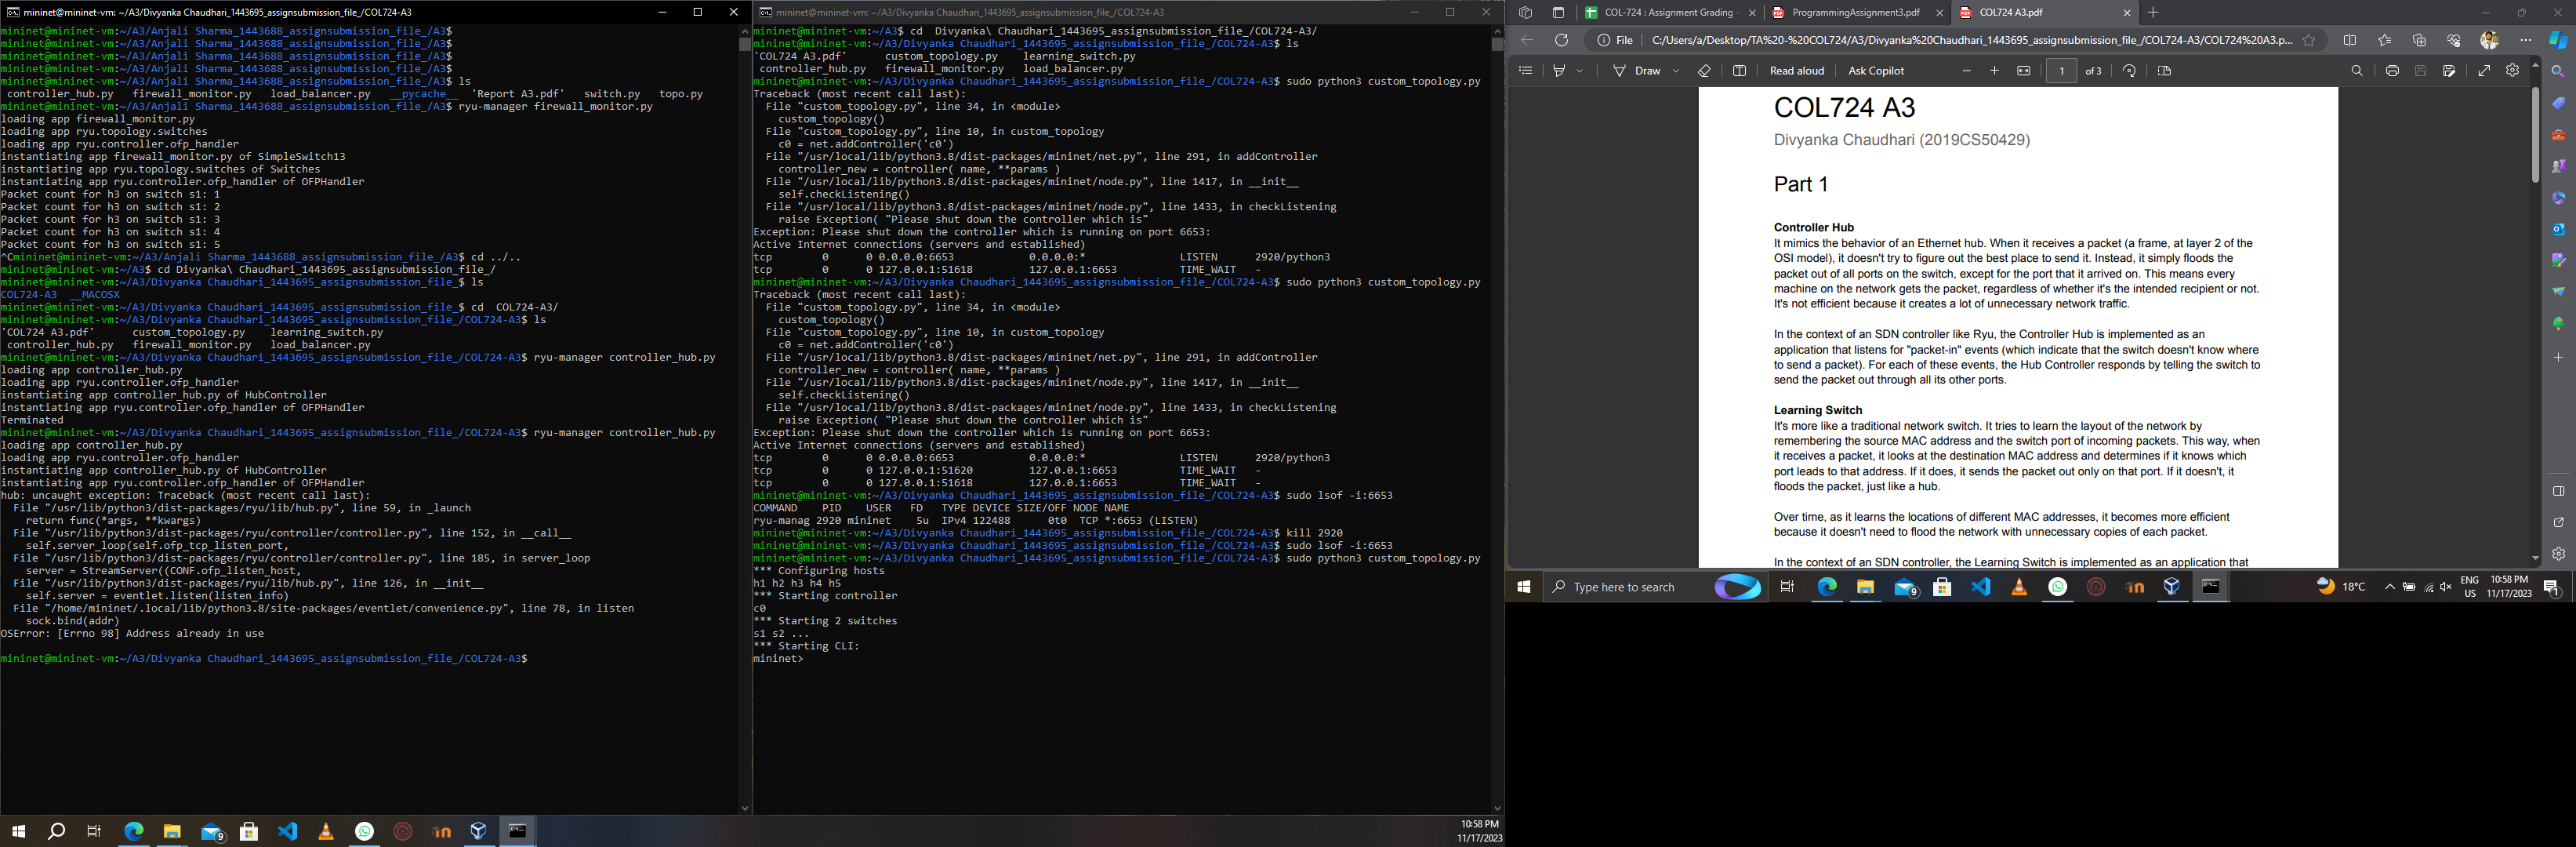 mininet@mininet-vm: ~/A3/Divyanka Chaudhari_1443695_assignsubmission_file_/COL724-A3
mininet@mininet-vm:~/A3/Anjali Sharma_1443688_assignsubmission_file_/A3$
mininet@mininet-vm:~/A3/Anjali Sharma_1443688_assignsubmission_file_/A3$
mininet@mininet-vm:~/A3/Anjali Sharma_1443688_assignsubmission_file_/A3$
mininet@mininet-vm:~/A3/Anjali Sharma_1443688_assignsubmission_file_/A3$
mininet@mininet-vm:~/A3/Anjali Sharma_1443688_assignsubmission_file_/A3$ ls
controller_hub.py firewall_monitor.py load_balancer.py __pycache__ 'Report A3.pdf' switch.py topo.py
mininet@mininet-vm:~/A3/Anjali Sharma_1443688_assignsubmission_file_/A3$ ryu-manager firewall_monitor.py
loading app firewall_monitor.py
loading app ryu.topology.switches
loading app ryu.controller.ofp_handler
instantiating app firewall_monitor.py of SimpleSwitch13
instantiating app ryu.topology.switches of Switches
instantiating app ryu.controller.ofp_handler of OFPHandler
Packet count for h3 on switch s1: 1
Packet count for h3 on switch s1: 2
Packet count for h3 on switch s1: 3
Packet count for h3 on switch s1: 4
Packet count for h3 on switch s1: 5
^Cmininet@mininet-vm:~/A3/Anjali Sharma_1443688_assignsubmission_file_/A3$ cd ../..
mininet@mininet-vm:~/A3$ cd Divyanka\ Chaudhari_1443695_assignsubmission_file_/
mininet@mininet-vm:~/A3/Divyanka Chaudhari_1443695_assignsubmission_file_$ ls
COL724-A3 __MACOSX
mininet@mininet-vm:~/A3/Divyanka Chaudhari_1443695_assignsubmission_file_$ cd COL724-A3/
mininet@mininet-vm:~/A3/Divyanka Chaudhari_1443695_assignsubmission_file_/COL724-A3$ ls
'COL724 A3.pdf' custom_topology.py learning_switch.py
controller_hub.py firewall_monitor.py load_balancer.py
mininet@mininet-vm:~/A3/Divyanka Chaudhari_1443695_assignsubmission_file_/COL724-A3$ ryu-manager controller_hub.py
loading app controller_hub.py
loading app ryu.controller.ofp_handler
instantiating app controller_hub.py of HubController
instantiating app ryu.controller.ofp_handler of OFPHandler
Terminated
mininet@mininet-vm:~/A3/Divyanka Chaudhari_1443695_assignsubmission_file_/COL724-A3$ ryu-manager controller_hub.py
loading app controller_hub.py
loading app ryu.controller.ofp_handler
instantiating app controller_hub.py of HubController
instantiating app ryu.controller.ofp_handler of OFPHandler
hub: uncaught exception: Traceback (most recent call last):
File "/usr/lib/python3/dist-packages/ryu/lib/hub.py", line 59, in _launch
return func(*args, **kwargs)
File "/usr/lib/python3/dist-packages/ryu/controller/controller.py", line 152, in __call__
self.server_loop(self.ofp_tcp_listen_port,
File "/usr/lib/python3/dist-packages/ryu/controller/controller.py", line 185, in server_loop
server = StreamServer((CONF.ofp_listen_host,
File "/usr/lib/python3/dist-packages/ryu/lib/hub.py", line 126, in __init__
self.server = eventlet.listen(listen_info)
File "/home/mininet/.local/lib/python3.8/site-packages/eventlet/convenience.py", line 78, in listen
sock.bind(addr)
OSError: [Errno 98] Address already in use
mininet@mininet-vm:~/A3/Divyanka Chaudhari_1443695_assignsubmission_file_/COL724-A3$
mininet@mininet-vm: ~/A3/Divyanka Chaudhari_1443695_assignsubmission_file_/COL724-A3
mininet@mininet-vm:~/A3$ cd Divyanka\ Chaudhari_1443695_assignsubmission_file_/COL724-A3/
mininet@mininet-vm:~/A3/Divyanka Chaudhari_1443695_assignsubmission_file_/COL724-A3$ ls
'COL724 A3.pdf' custom_topology.py learning_switch.py
controller_hub.py firewall_monitor.py load_balancer.py
mininet@mininet-vm:~/A3/Divyanka Chaudhari_1443695_assignsubmission_file_/COL724-A3$ sudo python3 custom_topology.py
Traceback (most recent call last):
File "custom_topology.py", line 34, in <module>
custom_topology()
File "custom_topology.py", line 10, in custom_topology
c0 = net.addController('c0')
File "/usr/local/lib/python3.8/dist-packages/mininet/net.py", line 291, in addController
controller_new = controller( name, **params )
File "/usr/local/lib/python3.8/dist-packages/mininet/node.py", line 1417, in __init__
self.checkListening()
File "/usr/local/lib/python3.8/dist-packages/mininet/node.py", line 1433, in checkListening
raise Exception( "Please shut down the controller which is"
Exception: Please shut down the controller which is running on port 6653:
Active Internet connections (servers and established)
tcp 0 0 0.0.0.0:6653 0.0.0.0:* LISTEN 2920/python3
tcp 0 0 127.0.0.1:51618 127.0.0.1:6653 TIME_WAIT -
mininet@mininet-vm:~/A3/Divyanka Chaudhari_1443695_assignsubmission_file_/COL724-A3$ sudo python3 custom_topology.py
Traceback (most recent call last):
File "custom_topology.py", line 34, in <module>
custom_topology()
File "custom_topology.py", line 10, in custom_topology
c0 = net.addController('c0')
File "/usr/local/lib/python3.8/dist-packages/mininet/net.py", line 291, in addController
controller_new = controller( name, **params )
File "/usr/local/lib/python3.8/dist-packages/mininet/node.py", line 1417, in __init__
self.checkListening()
File "/usr/local/lib/python3.8/dist-packages/mininet/node.py", line 1433, in checkListening
raise Exception( "Please shut down the controller which is"
Exception: Please shut down the controller which is running on port 6653:
Active Internet connections (servers and established)
tcp 0 0 0.0.0.0:6653 0.0.0.0:* LISTEN 2920/python3
tcp 0 0 127.0.0.1:51620 127.0.0.1:6653 TIME_WAIT -
tcp 0 0 127.0.0.1:51618 127.0.0.1:6653 TIME_WAIT -
mininet@mininet-vm:~/A3/Divyanka Chaudhari_1443695_assignsubmission_file_/COL724-A3$ sudo lsof -i:6653
COMMAND PID USER FD TYPE DEVICE SIZE/OFF NODE NAME
ryu-manag 2920 mininet 5u IPv4 122488 0t0 TCP *:6653 (LISTEN)
mininet@mininet-vm:~/A3/Divyanka Chaudhari_1443695_assignsubmission_file_/COL724-A3$ kill 2920
mininet@mininet-vm:~/A3/Divyanka Chaudhari_1443695_assignsubmission_file_/COL724-A3$ sudo lsof -i:6653
mininet@mininet-vm:~/A3/Divyanka Chaudhari_1443695_assignsubmission_file_/COL724-A3$ sudo python3 custom_topology.py
*** Configuring hosts
h1 h2 h3 h4 h5
*** Starting controller
c0
*** Starting 2 switches
s1 s2 ...
*** Starting CLI:
mininet>
9
10:58 PM
11/17/2023
COL-724 : Assignment Grading -
ProgrammingAssignment3.pdf
COL724 A3.pdf
File
C:/Users/a/Desktop/TA%20-%20COL724/A3/Divyanka%20Chaudhari_1443695_assignsubmission_file_/COL724-A3/COL724%20A3.p...
Draw
Read aloud
Ask Copilot
1
of 3
COL724 A3
Divyanka Chaudhari (2019CS50429)
Part 1
Controller Hub
It mimics the behavior of an Ethernet hub. When it receives a packet (a frame, at layer 2 of the
OSI model), it doesn't try to figure out the best place to send it. Instead, it simply floods the
packet out of all ports on the switch, except for the port that it arrived on. This means every
machine on the network gets the packet, regardless of whether it's the intended recipient or not.
It's not efficient because it creates a lot of unnecessary network traffic.
In the context of an SDN controller like Ryu, the Controller Hub is implemented as an
application that listens for "packet-in" events (which indicate that the switch doesn't know where
to send a packet). For each of these events, the Hub Controller responds by telling the switch to
send the packet out through all its other ports.
Learning Switch
It's more like a traditional network switch. It tries to learn the layout of the network by
remembering the source MAC address and the switch port of incoming packets. This way, when
it receives a packet, it looks at the destination MAC address and determines if it knows which
port leads to that address. If it does, it sends the packet out only on that port. If it doesn't, it
floods the packet, just like a hub.
Over time, as it learns the locations of different MAC addresses, it becomes more efficient
because it doesn't need to flood the network with unnecessary copies of each packet.
In the context of an SDN controller, the Learning Switch is implemented as an application that
Type here to search
9
18°C
ENG
US
10:58 PM
11/17/2023
1